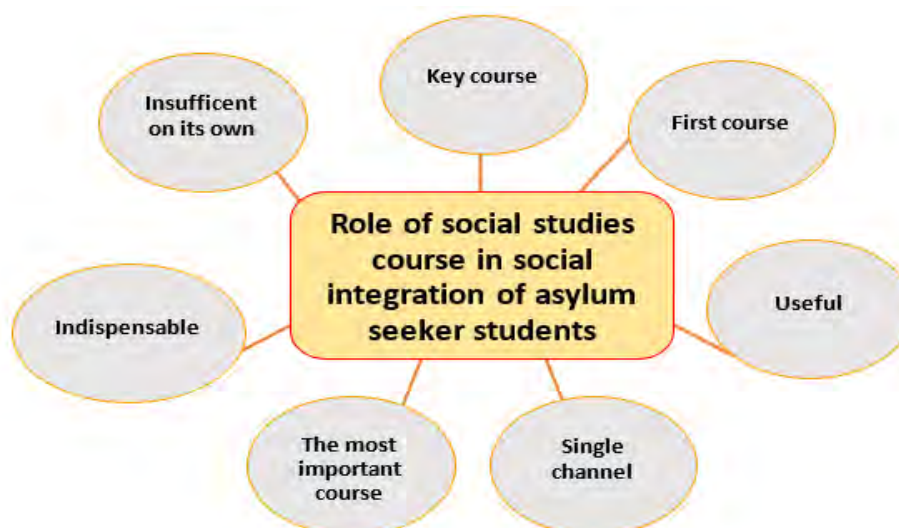 Key course
Insufficent
on its own
First course
Role of social studies
course in social
integration of asylum
seeker students
Indispensable
Useful
The most
important
course
Single
channel